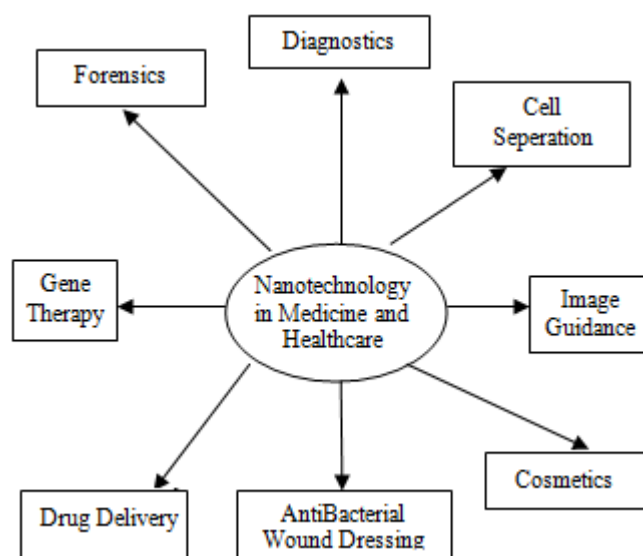 Diagnostics
Forensics
Cell
Seperation
Gene
Therapy
Nanotechnology
in Medicine and
Healthcare
Image
Guidance
Cosmetics
Drug Delivery
AntiBacterial
Wound Dressing